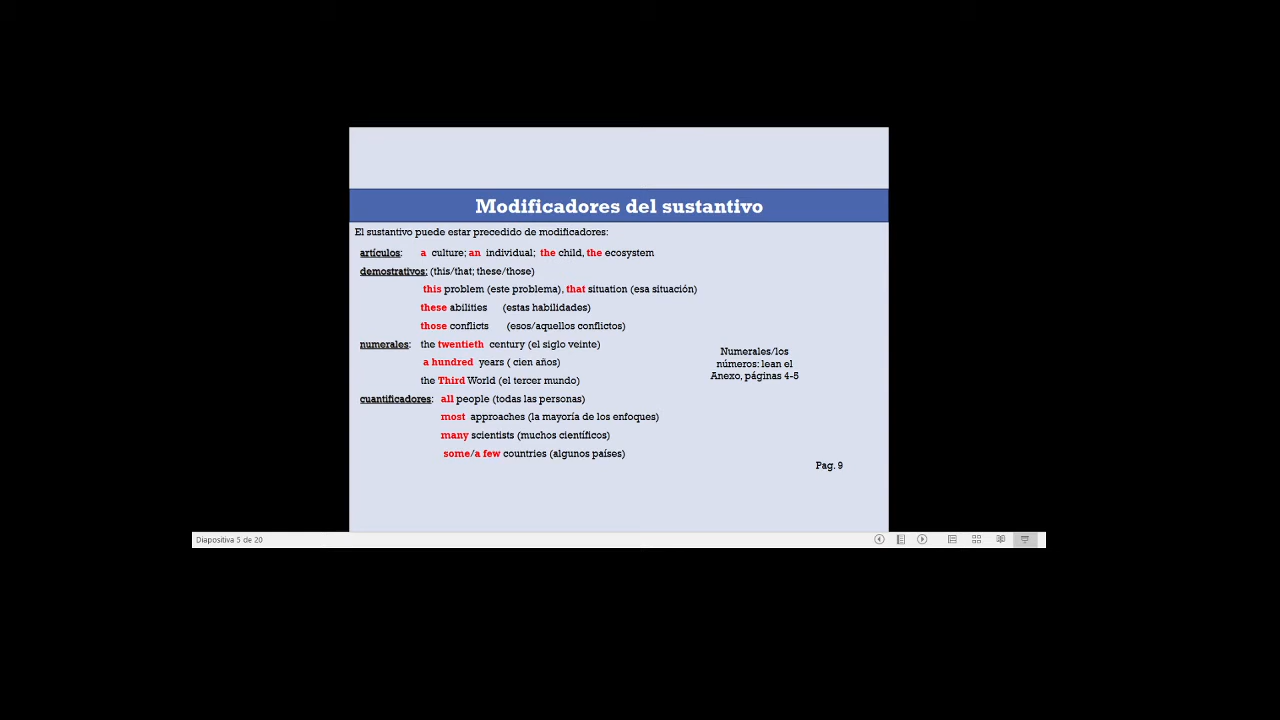 Modificadores del sustantivo
El sustantivo puede estar precedido de modificadores:
artículos: a culture; an individual; the child, the ecosystem
demostrativos: (this/that; these/those)
this problem (este problema), that situation (esa situación)
these abilities (estas habilidades)
those conflicts (esos/aquellos conflictos)
numerales: the twentieth century (el siglo veinte)
a hundred years ( cien años)
the Third World (el tercer mundo)
Numerales/los
números: lean el
Anexo, páginas 4-5
cuantificadores: all people (todas las personas)
most approaches (la mayoría de los enfoques)
many scientists (muchos científicos)
some/a few countries (algunos países)
Pag. 9
Diapositiva 5 de 20